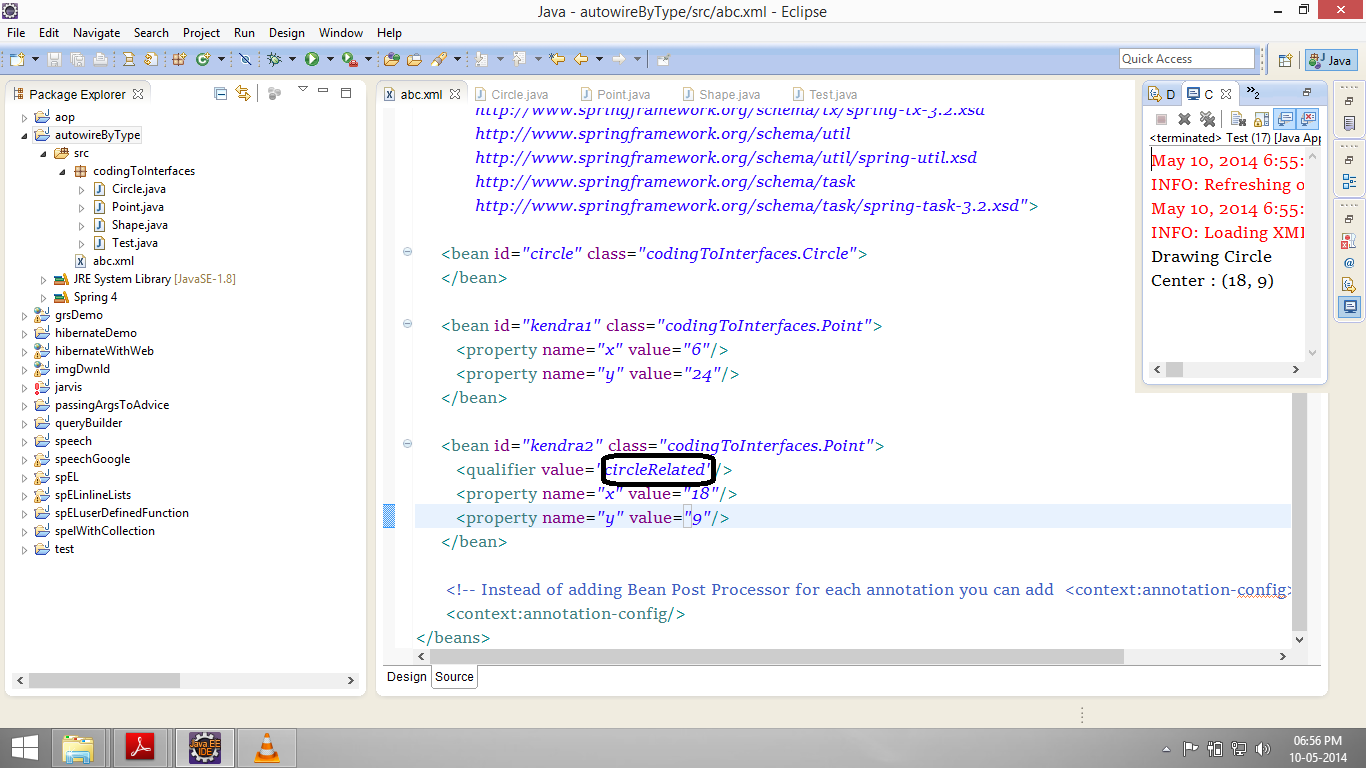 Java - autowireByType/src/abc.xml - Eclipse
File Edit Navigate Search Project Run Design Window Help
Quick Access
Java
Package Explorer
aop
autowireByType
src
codingToInterfaces
Circle.java
Point.java
Shape.java
Test.java
abc.xml
JRE System Library [JavaSE-1.8]
Spring 4
grsDemo
hibernateDemo
hibernateWithWeb
imgDwnld
jarvis
passingArgsToAdvice
queryBuilder
speech
speechGoogle
spEL
spELinlineLists
spELuserDefinedFunction
spelWithCollection
test
abc.xml Circle.java Point.java Shape.java Test.java
http://www.springframework.org/schema/tx/spring-tx-3.2.xsd
http://www.springframework.org/schema/util
http://www.springframework.org/schema/util/spring-util.xsd
http://www.springframework.org/schema/task
http://www.springframework.org/schema/task/spring-task-3.2.xsd">
<bean id="circle" class="codingToInterfaces.Circle">
</bean>
<bean id="kendra1" class="codingToInterfaces.Point">
<property name="x" value="6"/>
<property name="y" value="24"/>
</bean>
<bean id="kendra2" class="codingToInterfaces.Point">
<qualifier value="circleRelated"/>
<property name="x" value="18"/>
<property name="y" value="9"/>
</bean>
<!-- Instead of adding Bean Post Processor for each annotation you can add <context:annotation-config>
<context:annotation-config/>
</beans>
Design Source
D C »2
<terminated> Test (17) [Java App
May 10, 2014 6:55:
INFO: Refreshing o
May 10, 2014 6:55:
INFO: Loading XM
Drawing Circle
Center : (18, 9)
Java EE
IDE
06:56 PM
10-05-2014